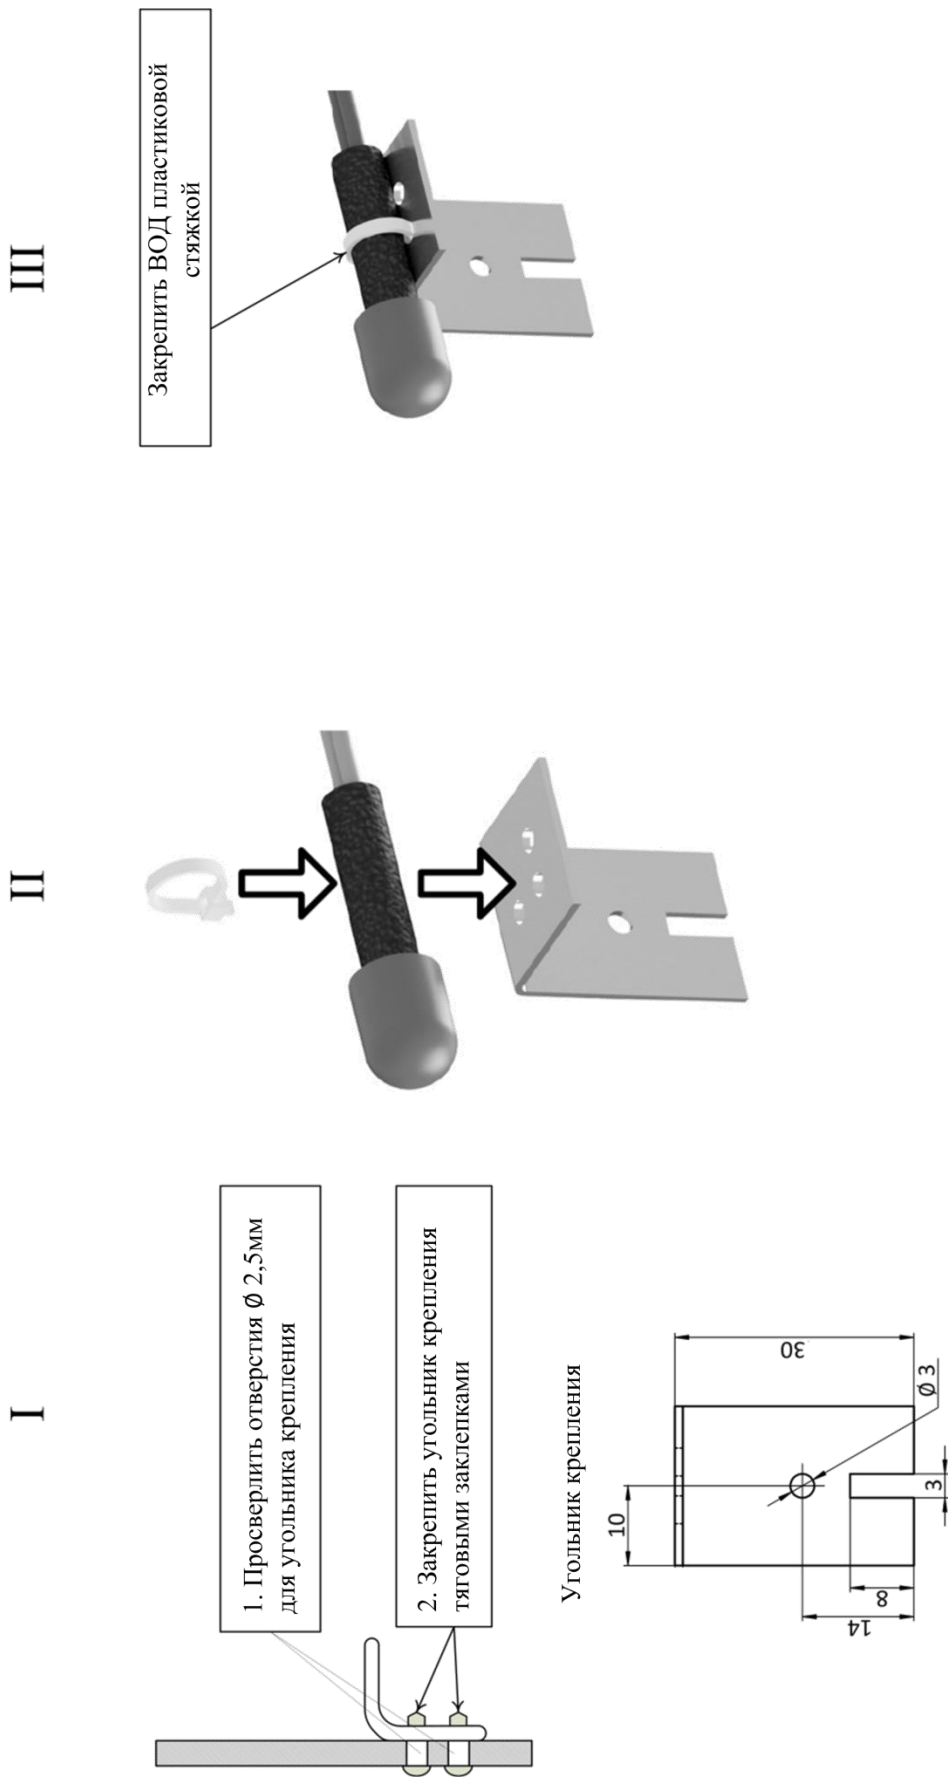 I
1. Просверлить отверстия Ø 2,5мм
для угольника крепления
2. Закрепить угольник крепления
тяговыми заклепками
Угольник крепления
10
30
Ø 3
3
8
14
II
III
Закрепить ВОД пластиковой
стяжкой